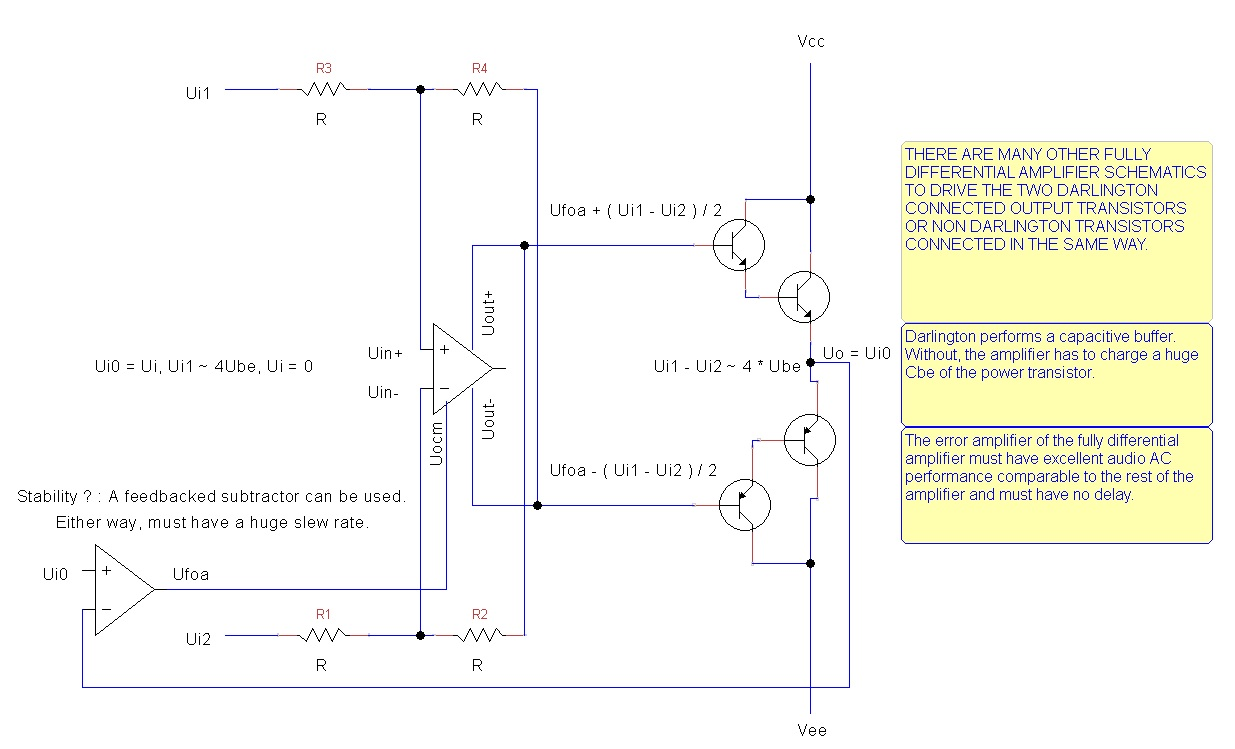 Vcc
R3
R4
Ui1
R
R
THERE ARE MANY OTHER FULLY
DIFFERENTIAL AMPLIFIER SCHEMATICS
TO DRIVE THE TWO DARLINGTON
CONNECTED OUTPUT TRANSISTORS
OR NON DARLINGTON TRANSISTORS
CONNECTED IN THE SAME WAY.
Ufoa + ( Ui1 - Ui2 ) / 2
Uout+
Uin+
+
Ui0 = Ui, Ui1 ~ 4Ube, Ui = 0
Ui1 - Ui2 ~ 4 * Ube
Uo = Ui0
Darlington performs a capacitive buffer.
Without, the amplifier has to charge a huge
Cbe of the power transistor.
Uin-
−
Uout-
Uocm
The error amplifier of the fully differential
amplifier must have excellent audio AC
performance comparable to the rest of the
amplifier and must have no delay.
Ufoa - ( Ui1 - Ui2 ) / 2
Stability ? : A feedbacked subtractor can be used.
Either way, must have a huge slew rate.
Ui0
+
−
Ufoa
R1
R2
Ui2
R
R
Vee